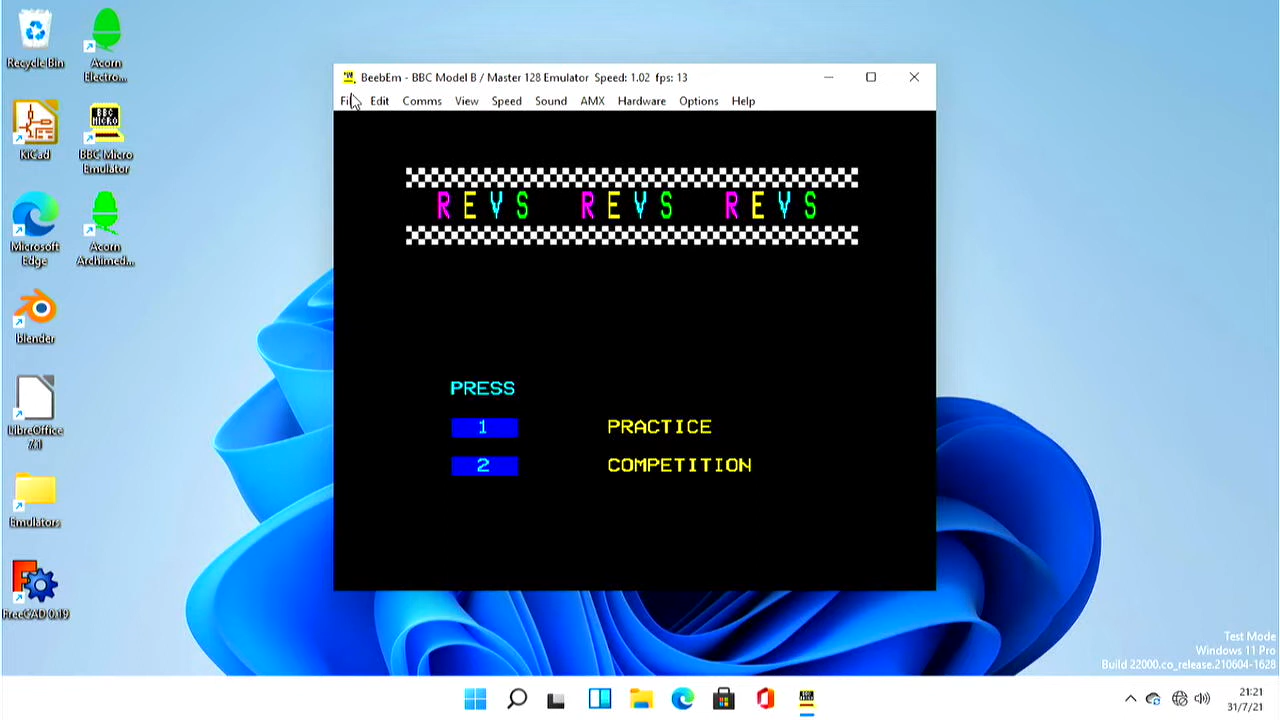 Recycle Bin
Acorn Electro...
KiCad
BBC MICRO
BBC Micro Emulator
Microsoft Edge
Acorn Archimed...
blender
LibreOffice 7.1
Emulators
FreeCAD 0.19
BeebEm - BBC Model B / Master 128 Emulator Speed: 1.02 fps: 13
Edit Comms View Speed Sound AMX Hardware Options Help
REVS REVS REVS
PRESS
1 PRACTICE
2 COMPETITION
Test Mode
Windows 11 Pro
Build 22000.co_release.210604-1628
21:21
31/7/21